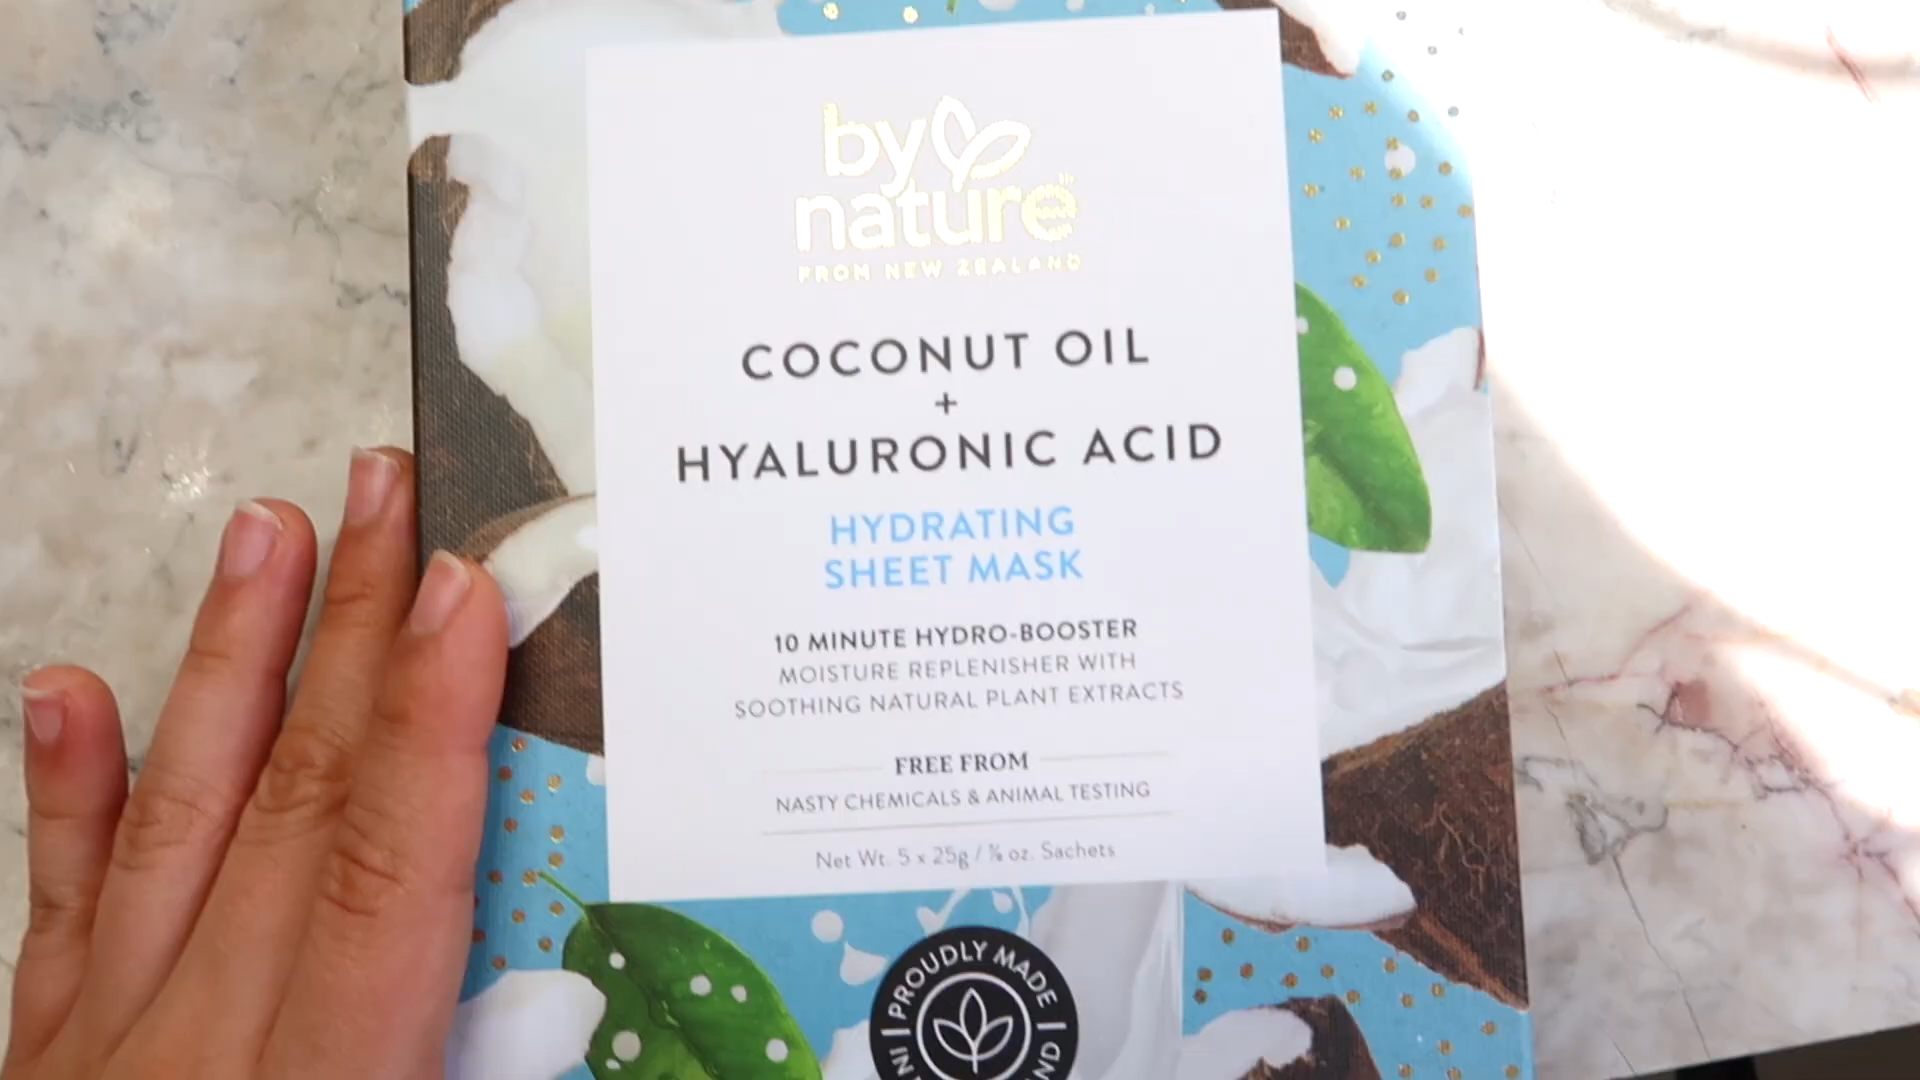 by
nature
FROM NEW ZEALAND
COCONUT OIL
+
HYALURONIC ACID
HYDRATING
SHEET MASK
10 MINUTE HYDRO-BOOSTER
MOISTURE REPLENISHER WITH
SOOTHING NATURAL PLANT EXTRACTS
FREE FROM
NASTY CHEMICALS & ANIMAL TESTING
Net Wt. 5 x 25g / ⅞ oz. Sachets
PROUDLY MADE
IN